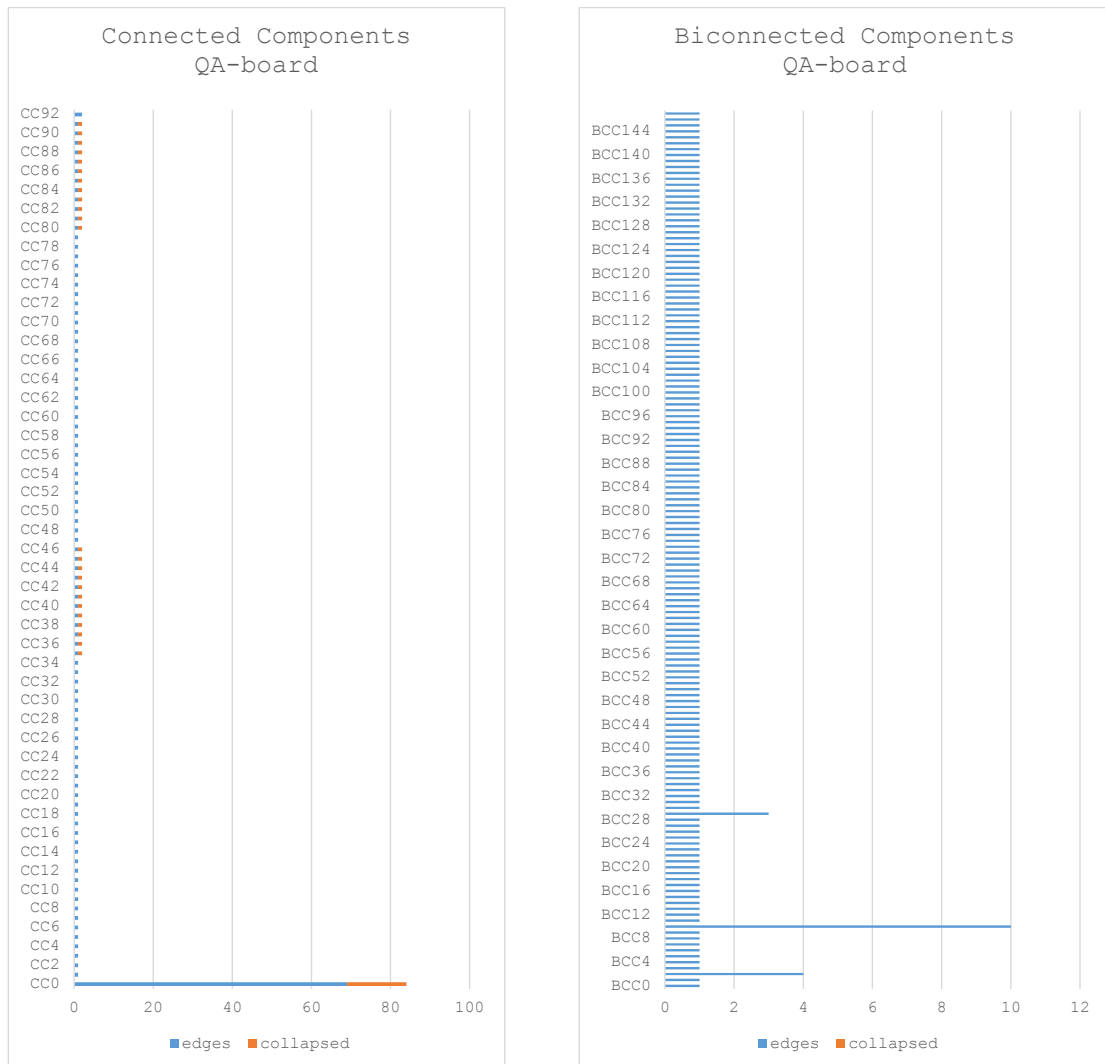 Connected Components
QA-board
CC92
CC90
CC88
CC86
CC84
CC82
CC80
CC78
CC76
CC74
CC72
CC70
CC68
CC66
CC64
CC62
CC60
CC58
CC56
CC54
CC52
CC50
CC48
CC46
CC44
CC42
CC40
CC38
CC36
CC34
CC32
CC30
CC28
CC26
CC24
CC22
CC20
CC18
CC16
CC14
CC12
CC10
CC8
CC6
CC4
CC2
CC0
0 20 40 60 80 100
edges collapsed
Biconnected Components
QA-board
BCC144
BCC140
BCC136
BCC132
BCC128
BCC124
BCC120
BCC116
BCC112
BCC108
BCC104
BCC100
BCC96
BCC92
BCC88
BCC84
BCC80
BCC76
BCC72
BCC68
BCC64
BCC60
BCC56
BCC52
BCC48
BCC44
BCC40
BCC36
BCC32
BCC28
BCC24
BCC20
BCC16
BCC12
BCC8
BCC4
BCC0
0 2 4 6 8 10 12
edges collapsed